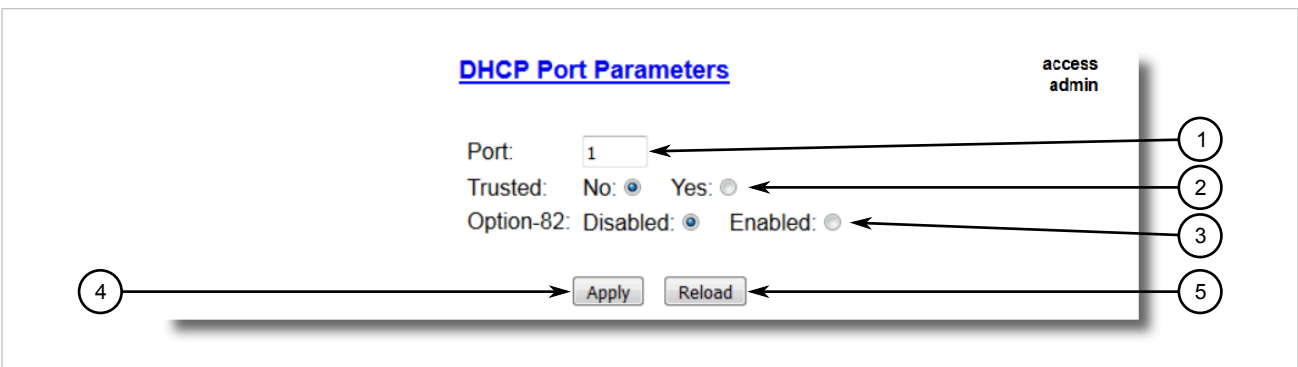 DHCP Port Parameters
access
admin
Port: 1
Trusted: No: Yes:
Option-82: Disabled: Enabled:
Apply Reload
1
2
3
4
5